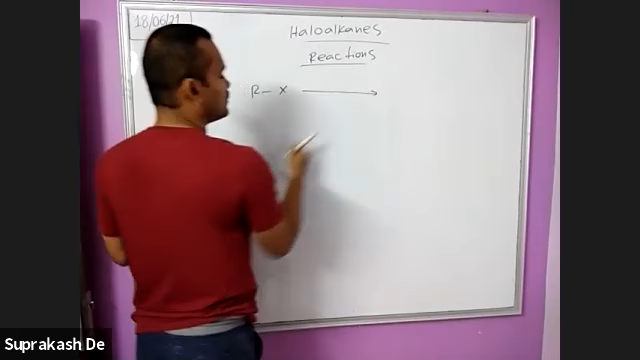 18/06/21
Haloalkanes
Reactions
R - X →
Suprakash De